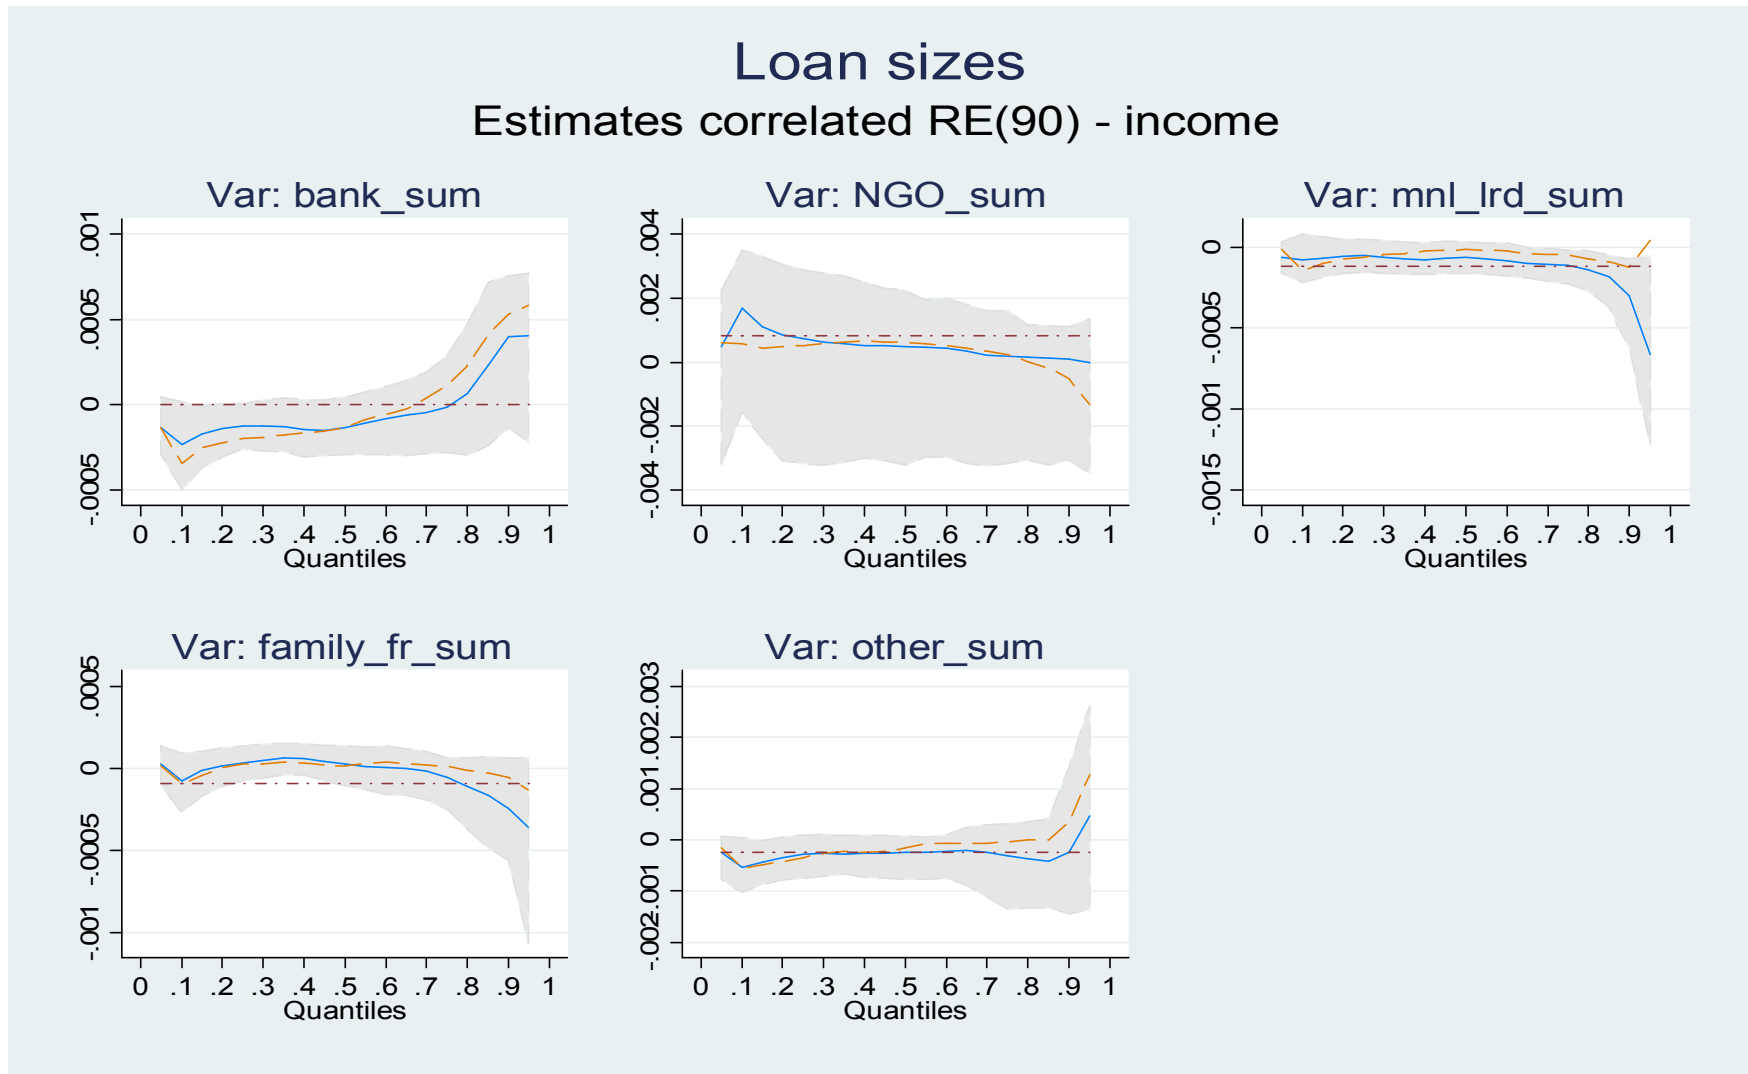 Loan sizes
Estimates correlated RE(90) - income
Var: bank_sum
.001
.0005
0
-.0005
0 .1 .2 .3 .4 .5 .6 .7 .8 .9 1
Quantiles
Var: NGO_sum
.004
.002
0
-.002
-.004
0 .1 .2 .3 .4 .5 .6 .7 .8 .9 1
Quantiles
Var: mnl_lrd_sum
0
-.0005
-.001
-.0015
0 .1 .2 .3 .4 .5 .6 .7 .8 .9 1
Quantiles
Var: family_fr_sum
.0005
0
-.0005
-.001
0 .1 .2 .3 .4 .5 .6 .7 .8 .9 1
Quantiles
Var: other_sum
.003
.002
.001
0
-.001
-.002
0 .1 .2 .3 .4 .5 .6 .7 .8 .9 1
Quantiles